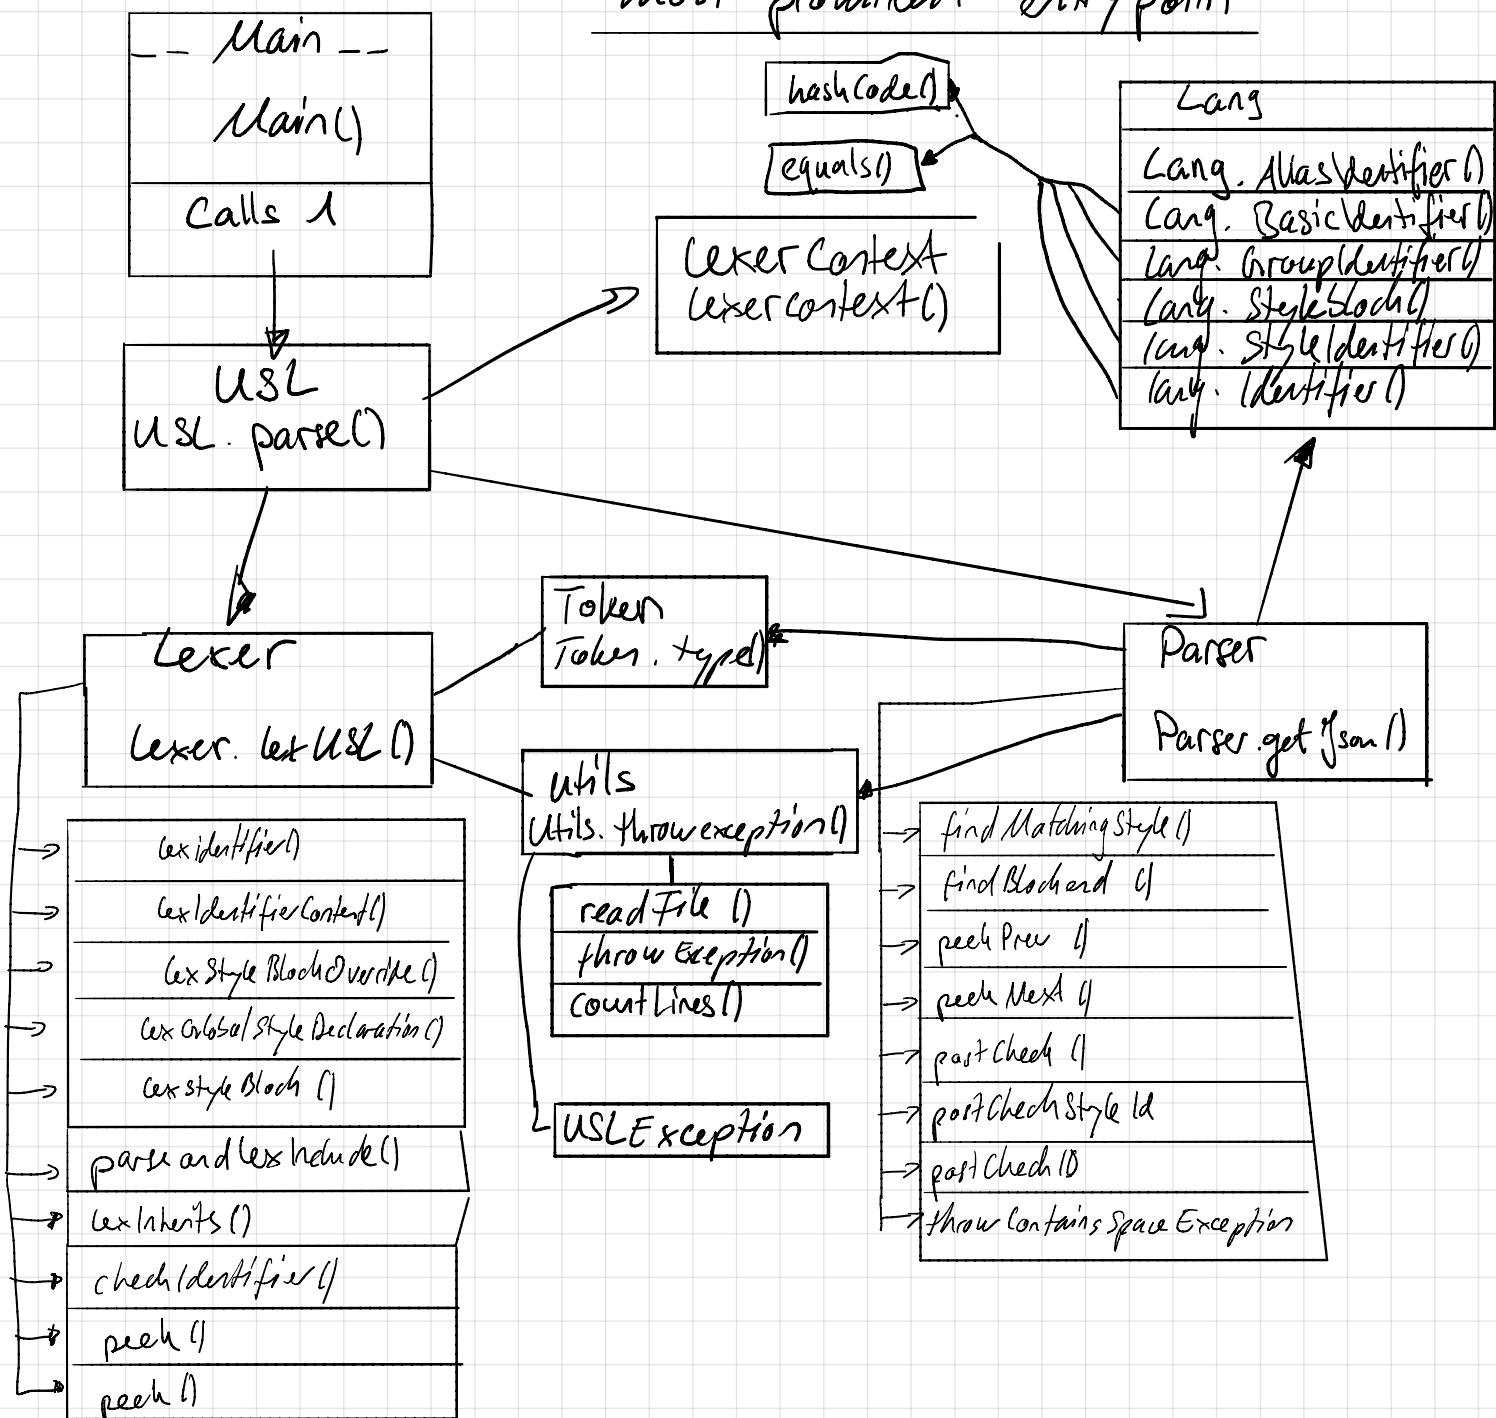 most prominent entrypoint
__ Main __
Main()
Calls 1
hashCode()
equals()
Lang
Lang. AliasIdentifier()
Lang. BasicIdentifier()
Lang. GroupIdentifier()
Lang. Styleblock()
Lang. StyleIdentifier()
Lang. Identifier()
LexerContext
lexercontext()
USL
USL. parse()
Token
Token. type()
Lexer
lexer. lexUSL()
Parser
Parser.getJson()
Utils
Utils. throwexception()
readFile ()
throwException()
countLines()
USLException
lexidentifier()
lexIdentifierContent()
lexStyleBlockOverride()
lexGlobalStyleDeclaration()
lexstyleBlock ()
parseandlexInclude()
lexInherits()
checkIdentifier()
peek ()
peek ()
findMatchingStyle()
findBlockend ()
peekPrev ()
peekNext ()
postCheck ()
postCheckStyleId
postCheckID
throwContainsSpaceException